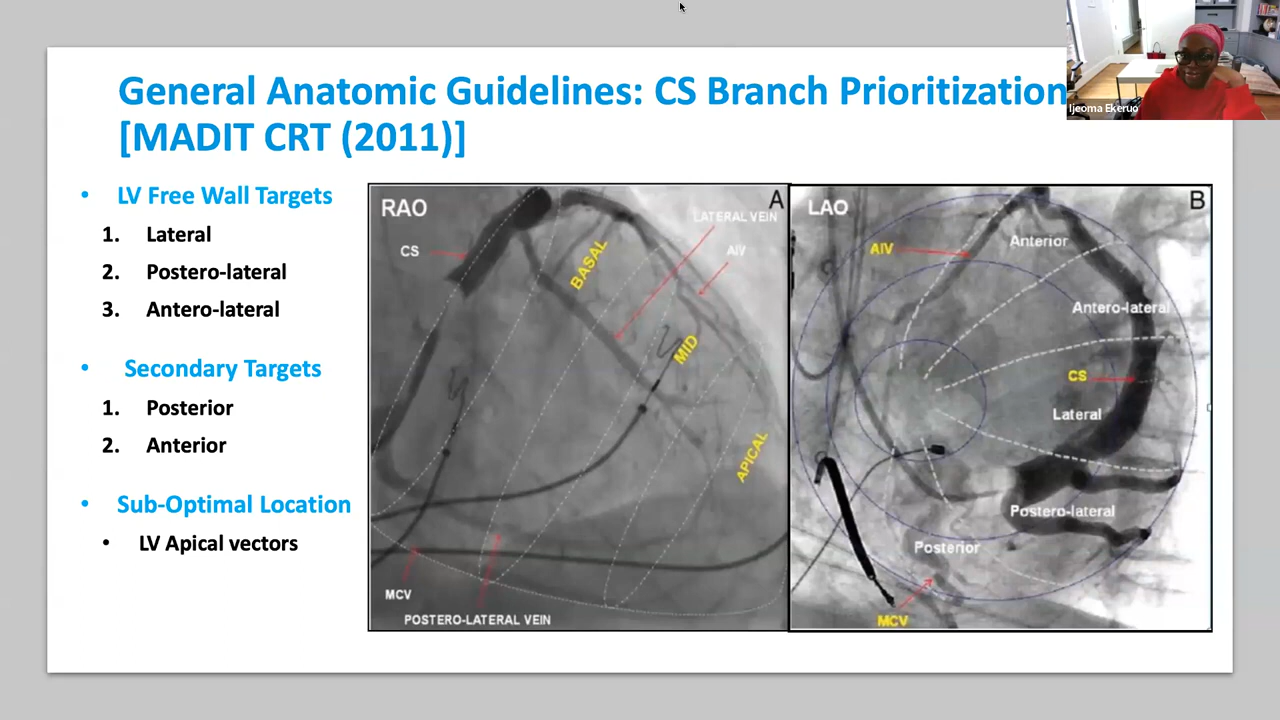 General Anatomic Guidelines: CS Branch Prioritization
[MADIT CRT (2011)]
Ijeoma Ekeruo
• LV Free Wall Targets
1. Lateral
2. Postero-lateral
3. Antero-lateral
• Secondary Targets
1. Posterior
2. Anterior
• Sub-Optimal Location
• LV Apical vectors
RAO
A
LATERAL VEIN
CS
AIV
BASAL
MID
APICAL
MCV
POSTERO-LATERAL VEIN
LAO
B
AIV
Anterior
Antero-lateral
CS
Lateral
Postero-lateral
Posterior
MCV